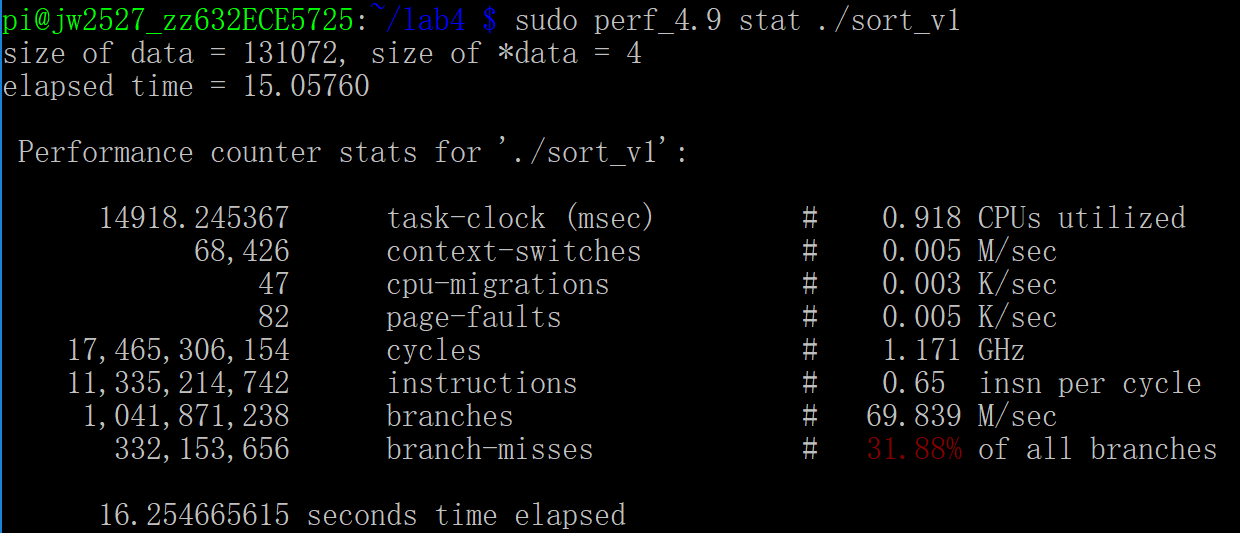 pi@jw2527_zz632ECE5725:~/lab4 $ sudo perf_4.9 stat ./sort_v1
size of data = 131072, size of *data = 4
elapsed time = 15.05760
Performance counter stats for './sort_v1':
14918.245367 task-clock (msec) # 0.918 CPUs utilized
68,426 context-switches # 0.005 M/sec
47 cpu-migrations # 0.003 K/sec
82 page-faults # 0.005 K/sec
17,465,306,154 cycles # 1.171 GHz
11,335,214,742 instructions # 0.65 insn per cycle
1,041,871,238 branches # 69.839 M/sec
332,153,656 branch-misses # 31.88% of all branches
16.254665615 seconds time elapsed